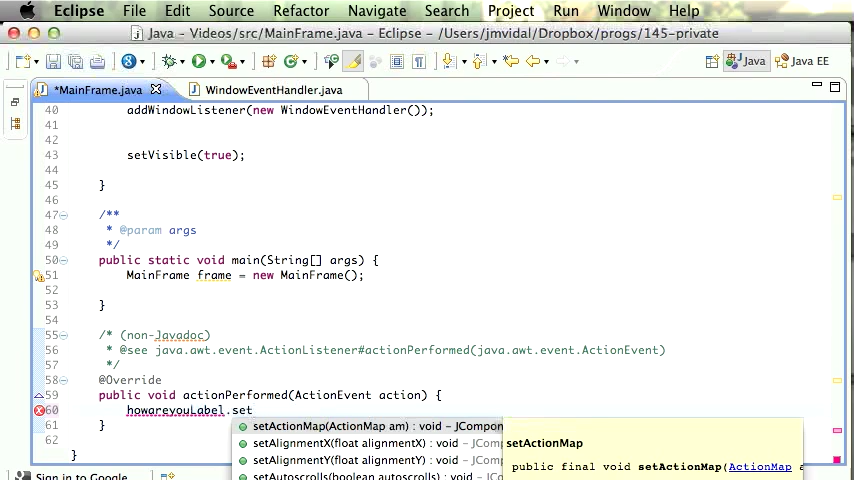 Eclipse File Edit Source Refactor Navigate Search Project Run Window Help
Java - Videos/src/MainFrame.java - Eclipse - /Users/jmvidal/Dropbox/progs/145-private
Java Java EE
*MainFrame.java WindowEventHandler.java
40 addWindowListener(new WindowEventHandler());
41
42
43 setVisible(true);
44
45 }
46
47 /**
48 * @param args
49 */
50 public static void main(String[] args) {
51 MainFrame frame = new MainFrame();
52
53 }
54
55 /* (non-Javadoc)
56 * @see java.awt.event.ActionListener#actionPerformed(java.awt.event.ActionEvent)
57 */
58 @Override
59 public void actionPerformed(ActionEvent action) {
60 howareyouLabel.set
61 }
62
}
setActionMap(ActionMap am) : void - JCompon
setAlignmentX(float alignmentX) : void - JComp
setAlignmentY(float alignmentY) : void - JComp
setAutoscrolls(boolean autoscrolls) : void - JCom
setActionMap
public final void setActionMap(ActionMap a
Sign in to Google